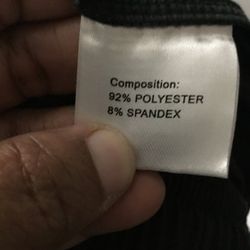 Composition:
92% POLYESTER
8% SPANDEX